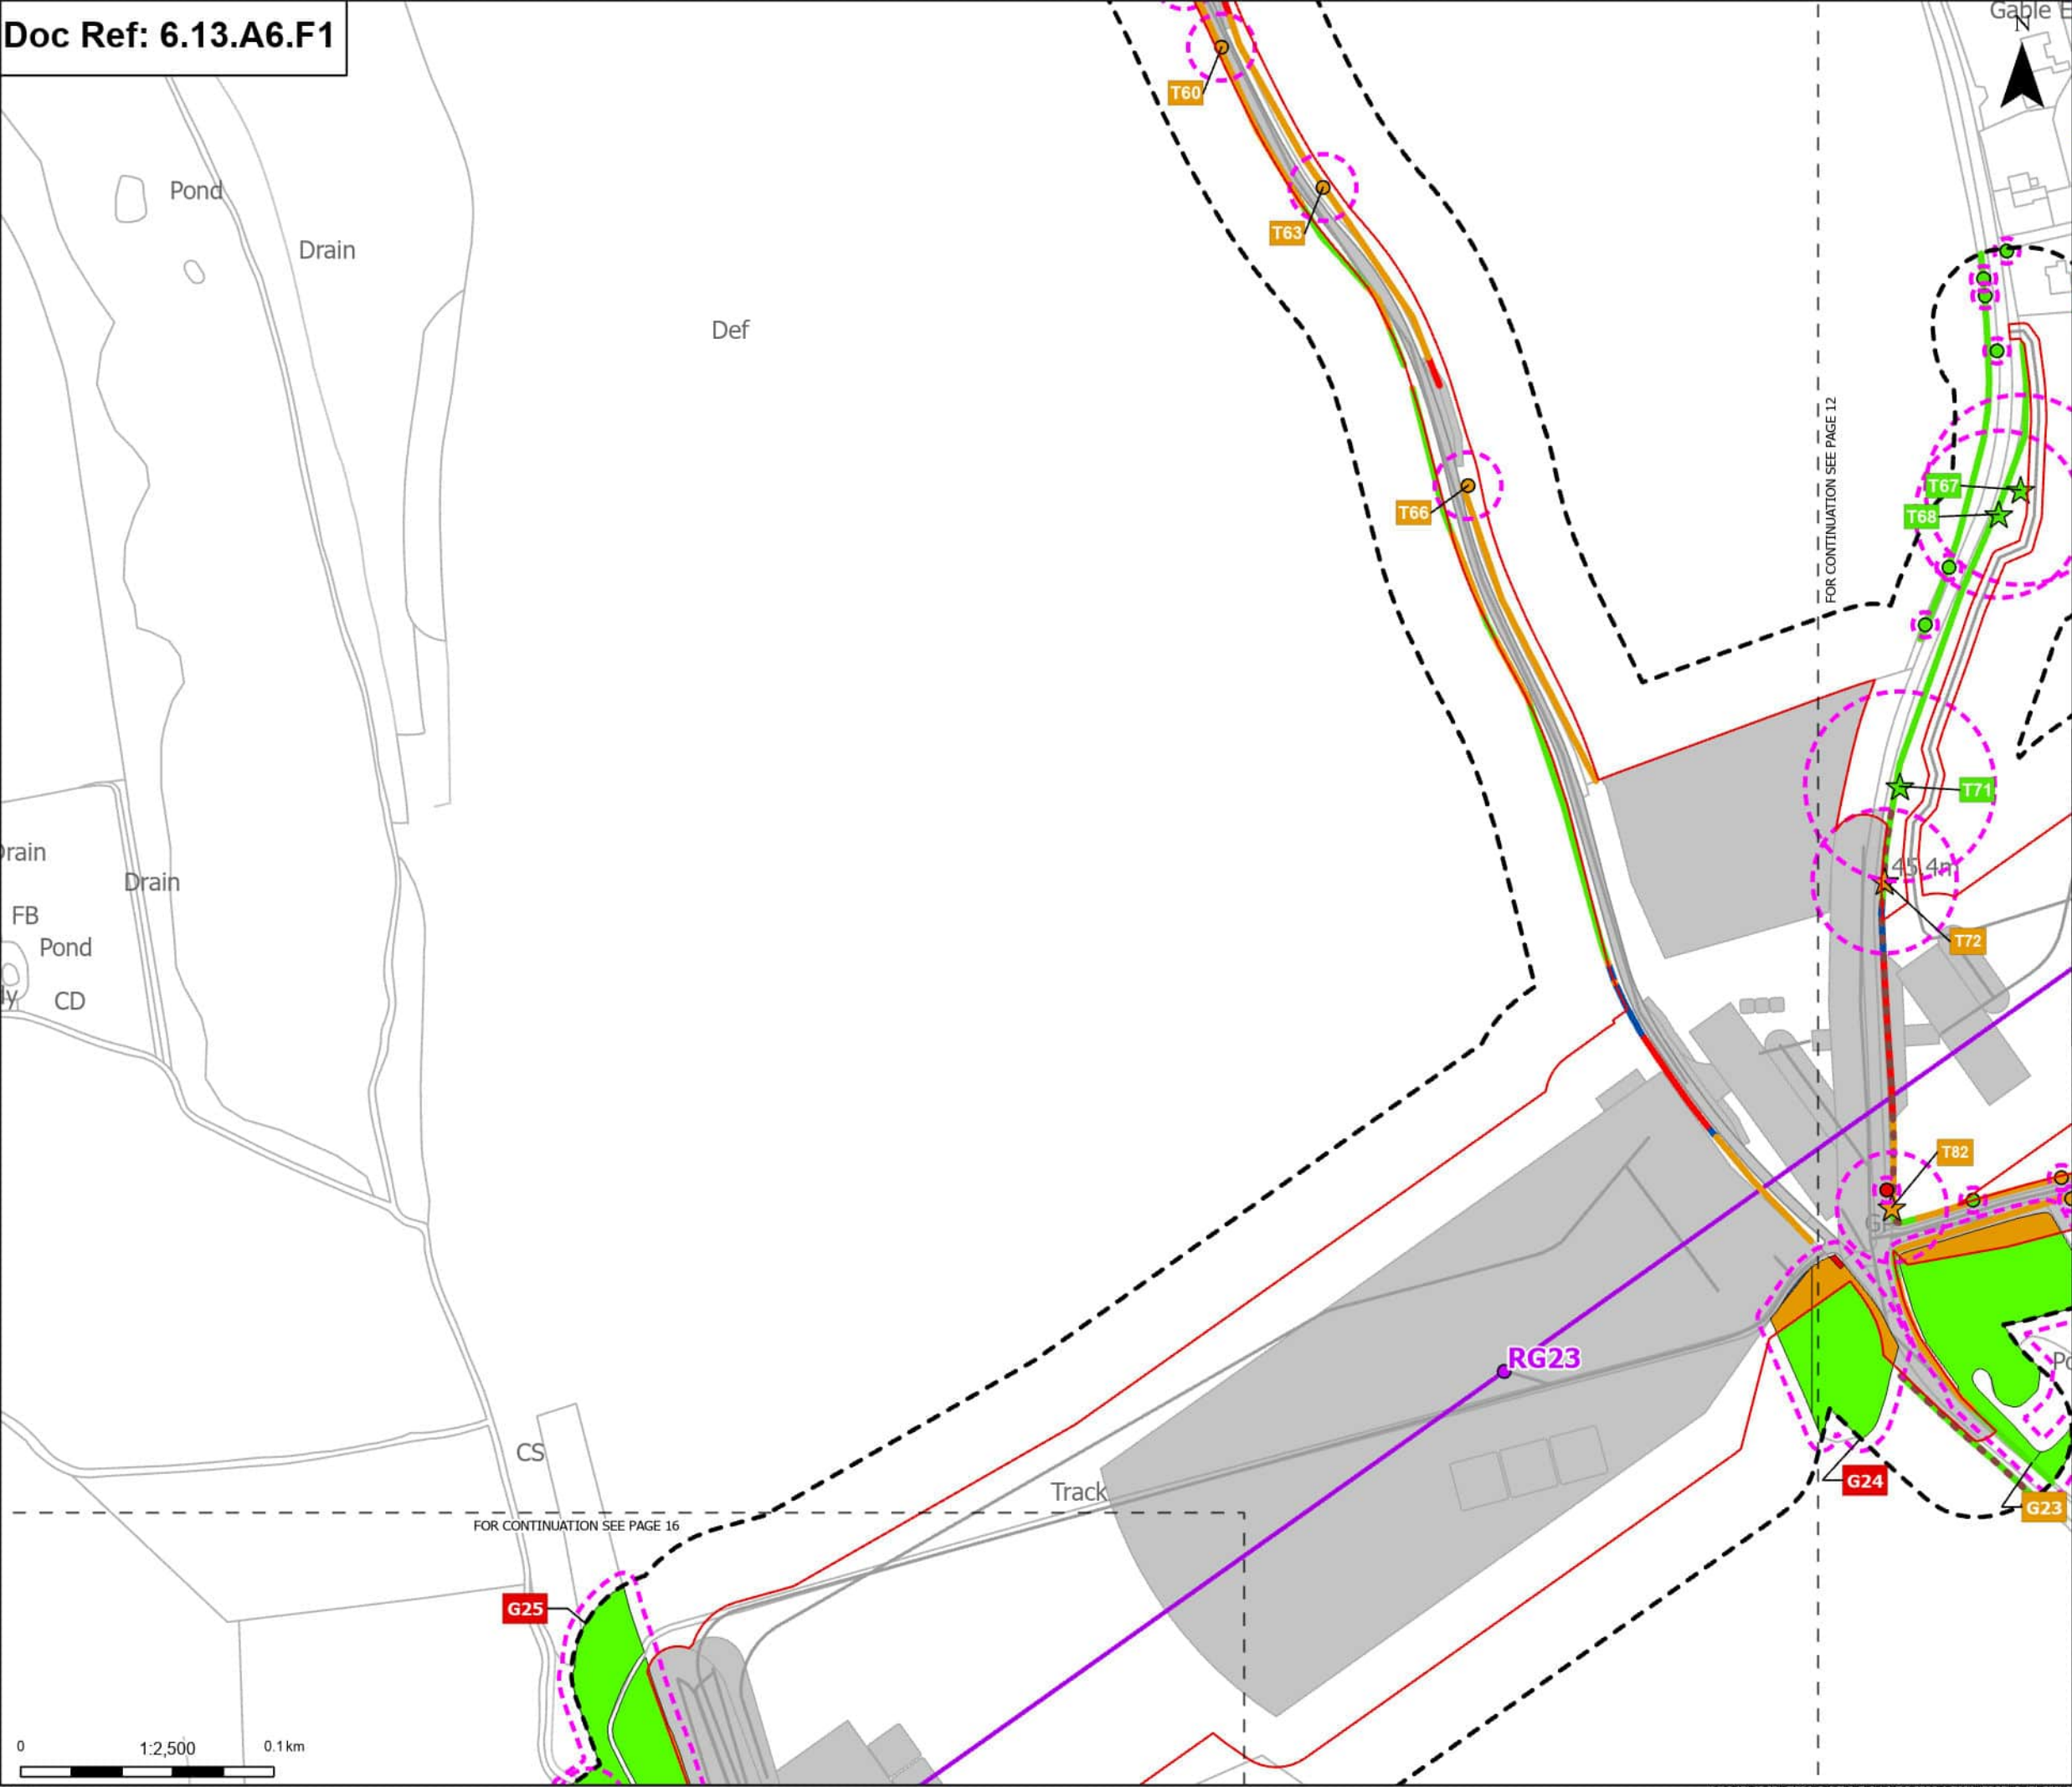 Doc Ref: 6.13.A6.F1
Gable E
N
T60
Pond
T63
Drain
Def
FOR CONTINUATION SEE PAGE 12
T67
T66
T68
T71
45.4m
Drain
FB
T72
Pond
CD
T82
RG23
CS
G24
Track
G23
FOR CONTINUATION SEE PAGE 16
G25
0
1:2,500
0.1 km